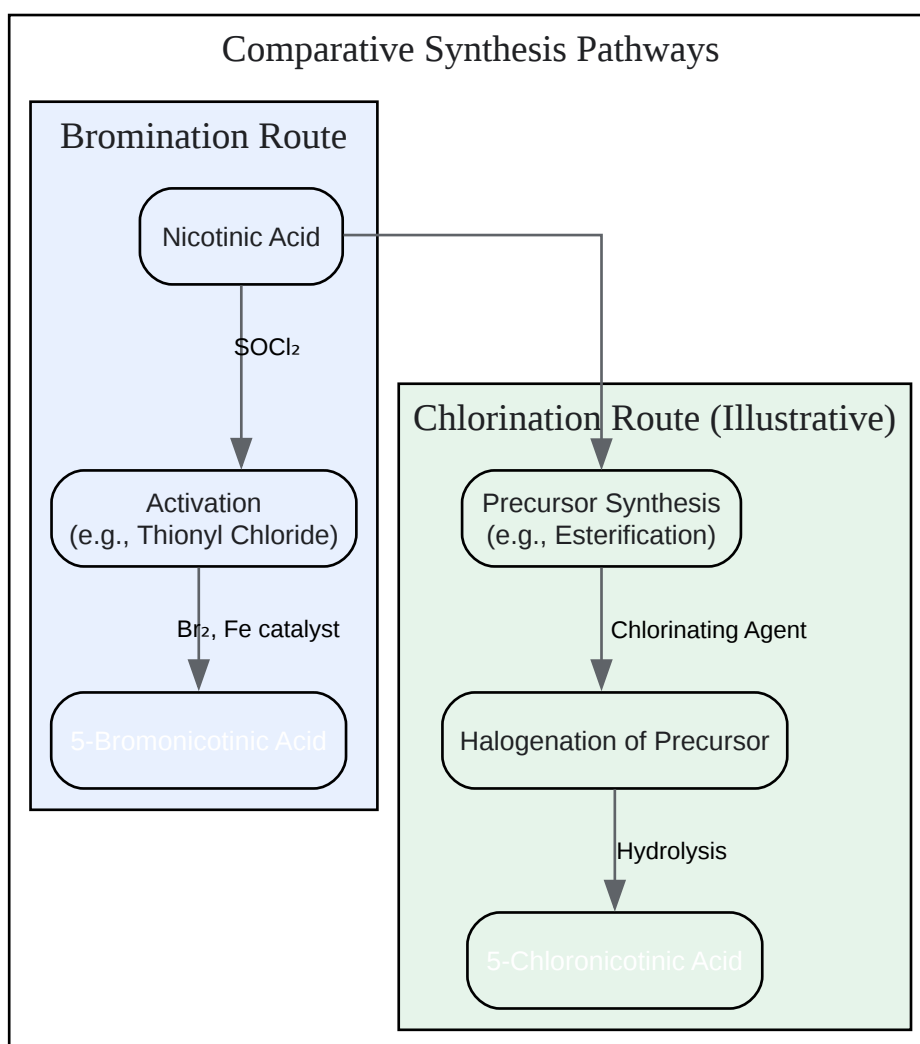 Comparative Synthesis Pathways
Bromination Route
Nicotinic Acid
SOCl₂
Activation
(e.g., Thionyl Chloride)
Br₂, Fe catalyst
5-Bromonicotinic Acid
Chlorination Route (Illustrative)
Precursor Synthesis
(e.g., Esterification)
Chlorinating Agent
Halogenation of Precursor
Hydrolysis
5-Chloronicotinic Acid